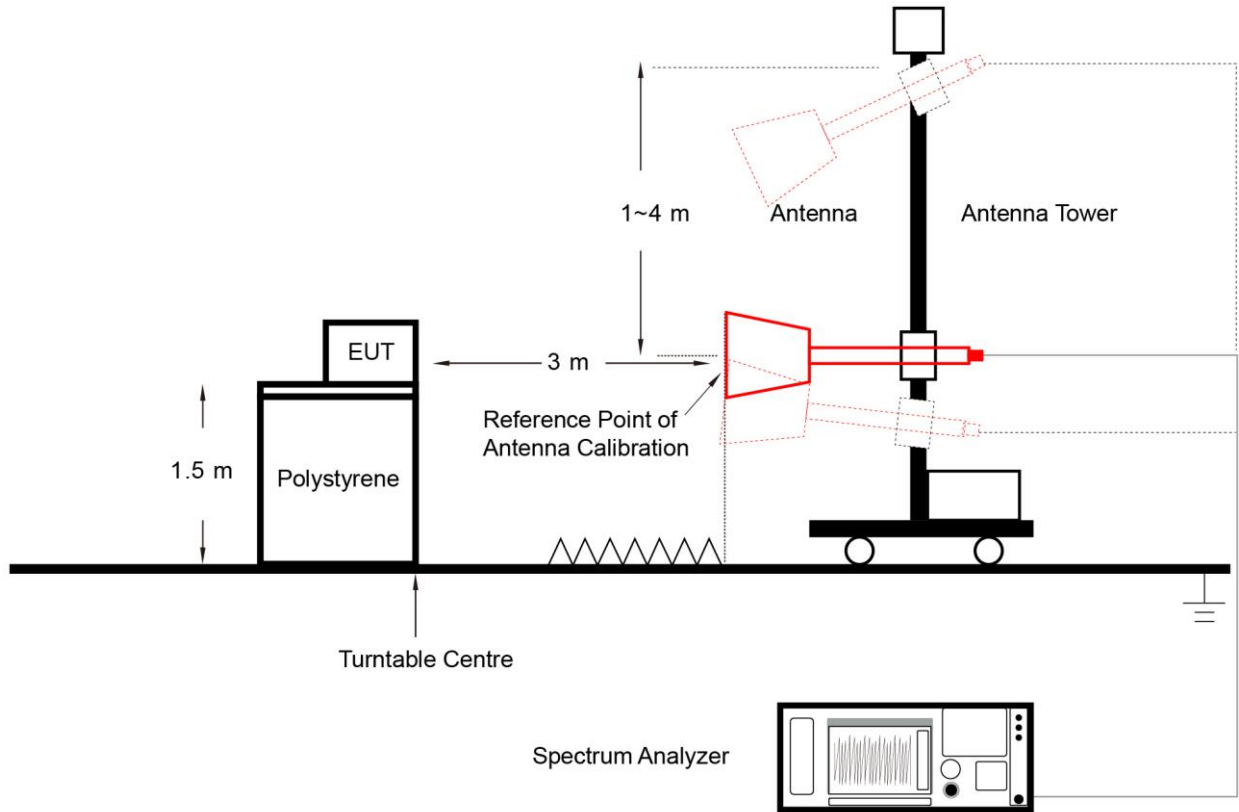 1~4 m
Antenna
Antenna Tower
EUT
3 m
Reference Point of
Antenna Calibration
1.5 m
Polystyrene
Turntable Centre
Spectrum Analyzer